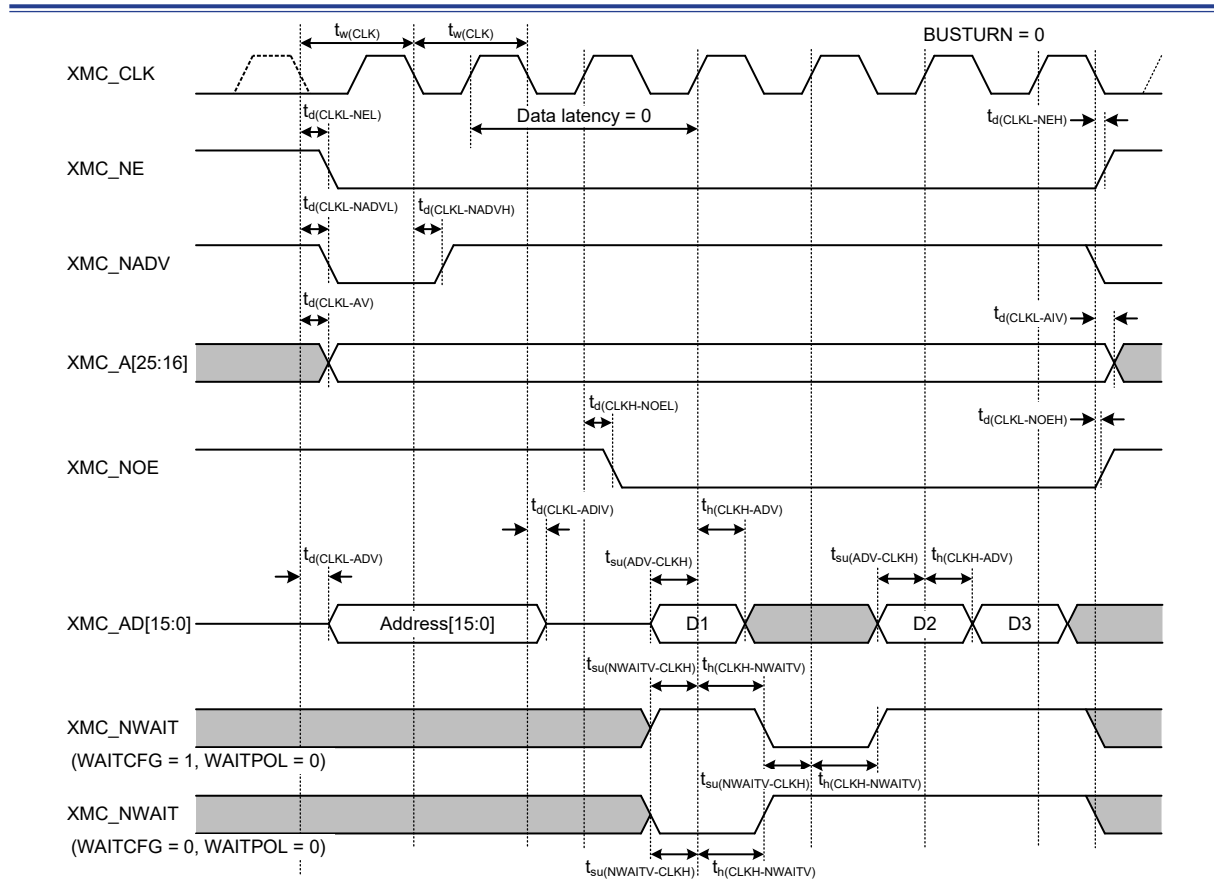 tw(CLK) tw(CLK) BUSTURN = 0
XMC_CLK
td(CLKL-NEL) Data latency = 0 td(CLKL-NEH)
XMC_NE
td(CLKL-NADVL) td(CLKL-NADVH)
XMC_NADV
td(CLKL-AV) td(CLKL-AIV)
XMC_A[25:16]
td(CLKH-NOEL) td(CLKL-NOEH)
XMC_NOE
td(CLKL-ADIV) th(CLKH-ADV)
td(CLKL-ADV) tsu(ADV-CLKH) tsu(ADV-CLKH) th(CLKH-ADV)
XMC_AD[15:0] Address[15:0] D1 D2 D3
tsu(NWAITV-CLKH) th(CLKH-NWAITV)
XMC_NWAIT
(WAITCFG = 1, WAITPOL = 0)
tsu(NWAITV-CLKH) th(CLKH-NWAITV)
XMC_NWAIT
(WAITCFG = 0, WAITPOL = 0)
tsu(NWAITV-CLKH) th(CLKH-NWAITV)